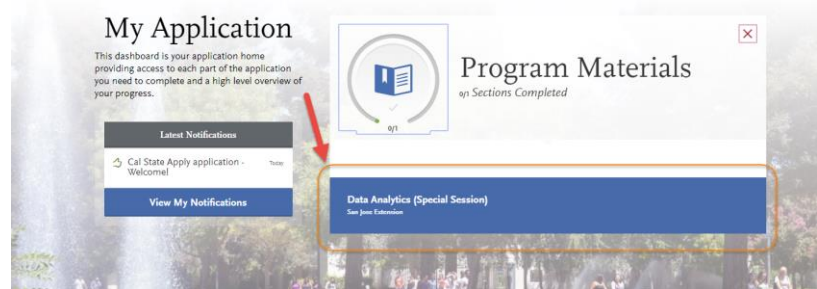 My Application
This dashboard is your application home
providing access to each part of the application
you need to complete and a high level overview of
your progress.
Latest Notifications
Cal State Apply application -
Welcome!
Today
View My Notifications
0/1
Program Materials
0/1 Sections Completed
Data Analytics (Special Session)
San Jose Extension